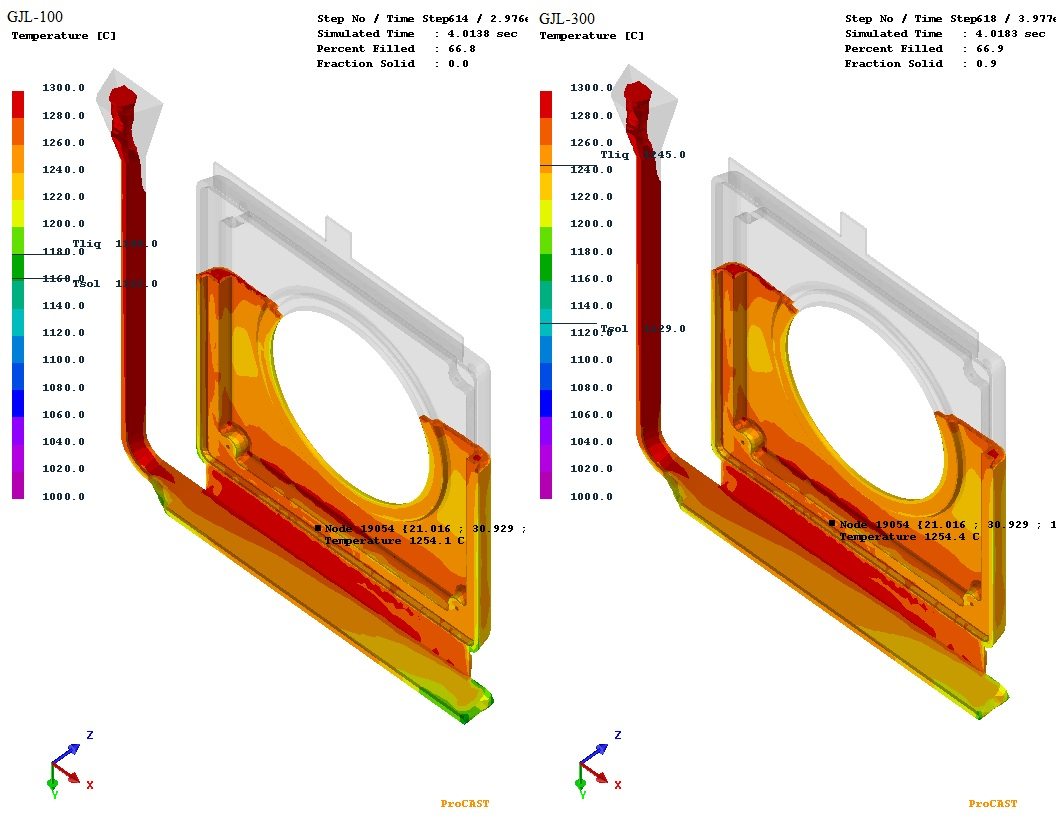 GJL-100
Temperature [C]
Step No / Time Step614 / 2.976
Simulated Time : 4.0138 sec
Percent Filled : 66.8
Fraction Solid : 0.0
1300.0
1280.0
1260.0
1240.0
1220.0
1200.0
Tliq
1180.0
1160.0
Tsol
1140.0
1120.0
1100.0
1080.0
1060.0
1040.0
1020.0
1000.0
Node 19054 {21.016 ; 30.929 ;
Temperature 1254.1 C
Z
X
Y
ProCAST
GJL-300
Temperature [C]
Step No / Time Step618 / 3.977
Simulated Time : 4.0183 sec
Percent Filled : 66.9
Fraction Solid : 0.9
1300.0
1280.0
1260.0
Tliq 1245.0
1240.0
1220.0
1200.0
1180.0
1160.0
1140.0
Tsol 1129.0
1120.0
1100.0
1080.0
1060.0
1040.0
1020.0
1000.0
Node 19054 {21.016 ; 30.929 ; 1
Temperature 1254.4 C
Z
X
Y
ProCAST